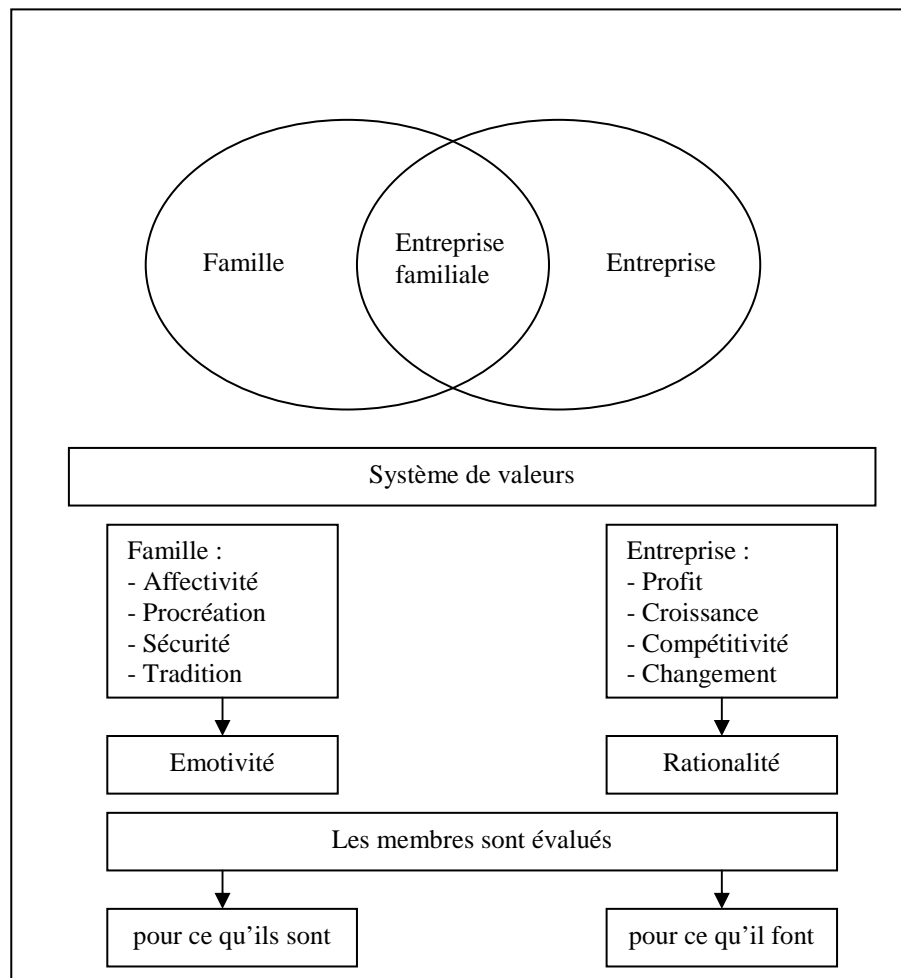 Famille
Entreprise
familiale
Entreprise
Système de valeurs
Famille :
- Affectivité
- Procréation
- Sécurité
- Tradition
Entreprise :
- Profit
- Croissance
- Compétitivité
- Changement
Emotivité
Rationalité
Les membres sont évalués
pour ce qu'ils sont
pour ce qu'il font